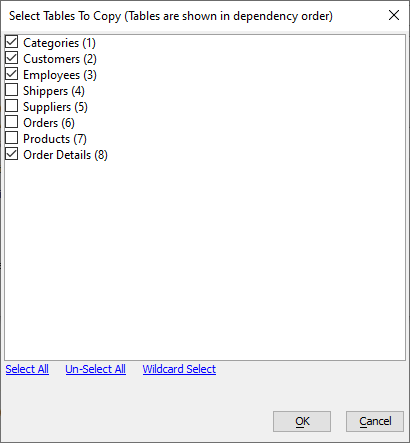 Select Tables To Copy (Tables are shown in dependency order)
Categories (1)
Customers (2)
Employees (3)
Shippers (4)
Suppliers (5)
Orders (6)
Products (7)
Order Details (8)
Select All Un-Select All Wildcard Select
OK Cancel